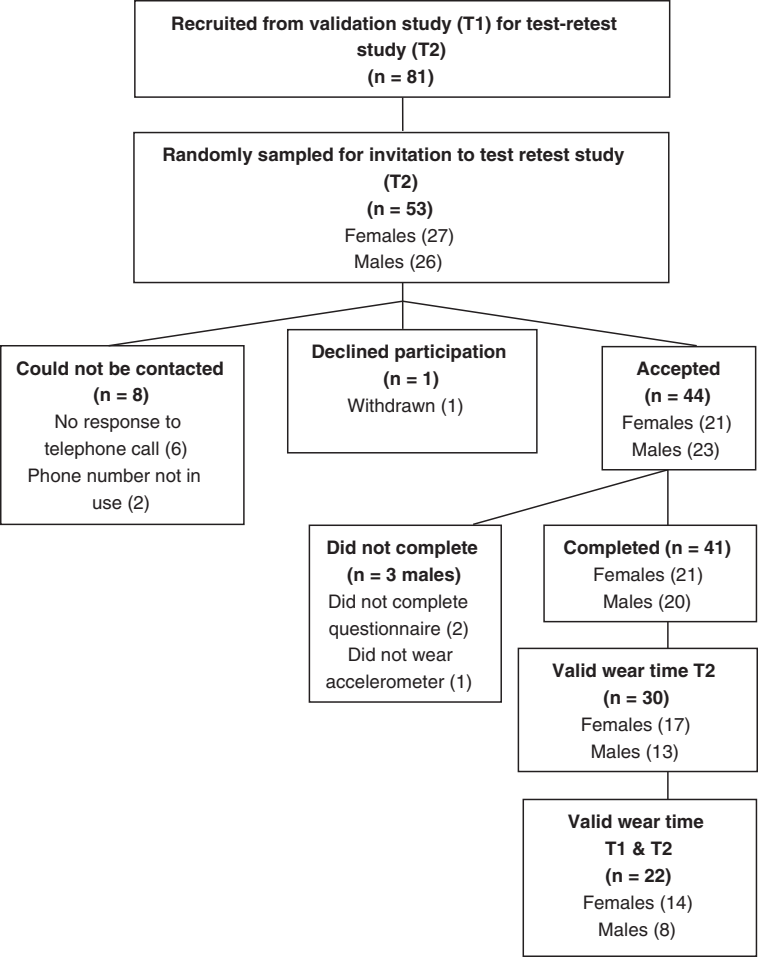 Recruited from validation study (T1) for test-retest
study (T2)
(n = 81)
Randomly sampled for invitation to test retest study
(T2)
(n = 53)
Females (27)
Males (26)
Could not be contacted
(n = 8)
No response to
telephone call (6)
Phone number not in
use (2)
Declined participation
(n = 1)
Withdrawn (1)
Accepted
(n = 44)
Females (21)
Males (23)
Did not complete
(n = 3 males)
Did not complete
questionnaire (2)
Did not wear
accelerometer (1)
Completed (n = 41)
Females (21)
Males (20)
Valid wear time T2
(n = 30)
Females (17)
Males (13)
Valid wear time
T1 & T2
(n = 22)
Females (14)
Males (8)